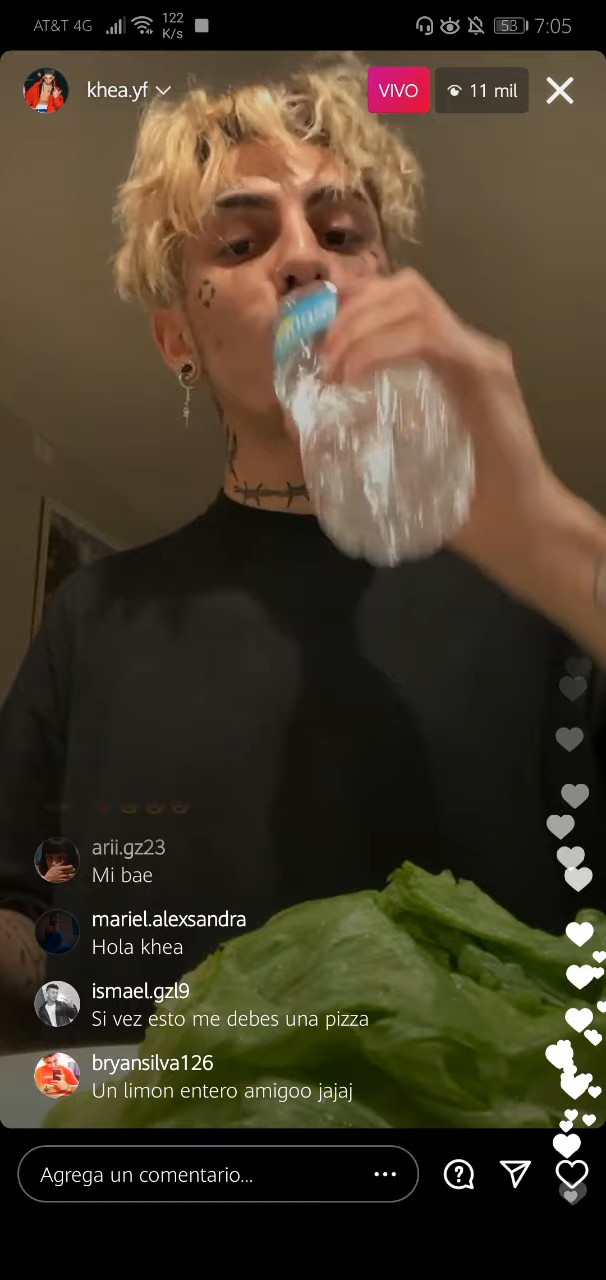 AT&T 4G
122
K/s
53
7:05
khea.yf
VIVO
11 mil
arii.gz23
Mi bae
mariel.alexsandra
Hola khea
ismael.gzl9
Si vez esto me debes una pizza
bryansilva126
Un limon entero amigoo jajaj
Agrega un comentario...